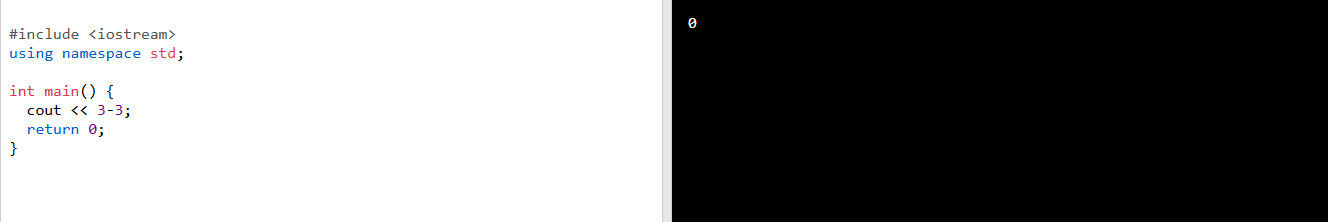 #include <iostream>
using namespace std;
int main() {
cout << 3-3;
return 0;
}
0